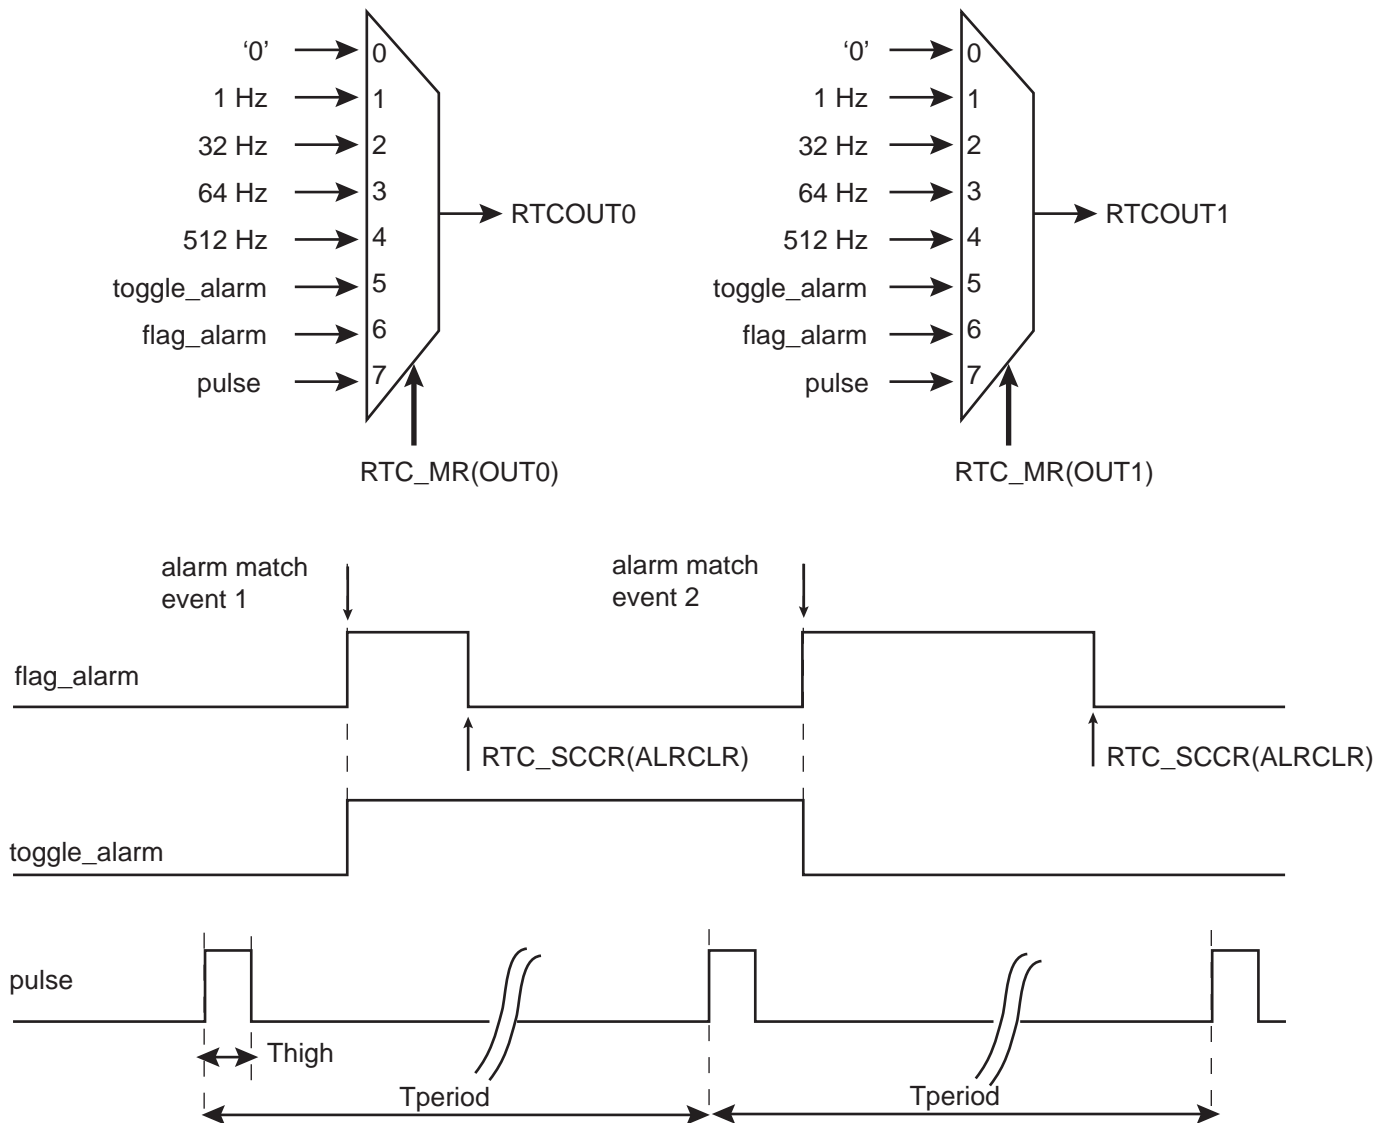 ‘0’ 0
1 Hz 1
32 Hz 2
64 Hz 3
RTCOUT0
512 Hz 4
toggle_alarm 5
flag_alarm 6
pulse 7
RTC_MR(OUT0)
‘0’ 0
1 Hz 1
32 Hz 2
64 Hz 3
RTCOUT1
512 Hz 4
toggle_alarm 5
flag_alarm 6
pulse 7
RTC_MR(OUT1)
alarm match
event 1
alarm match
event 2
flag_alarm
RTC_SCCR(ALRCLR)
RTC_SCCR(ALRCLR)
toggle_alarm
pulse
Thigh
Tperiod
Tperiod